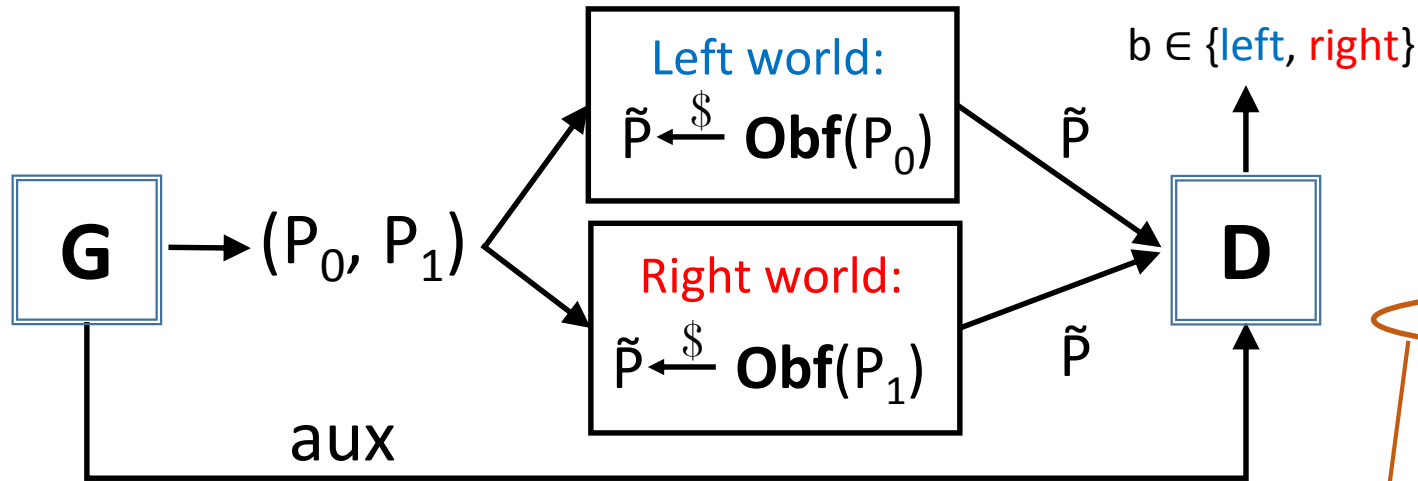 Left world:
P̃ ←$ Obf(P₀)
b ∈ {left, right}
P̃
G
(P₀, P₁)
D
Right world:
P̃ ←$ Obf(P₁)
P̃
aux